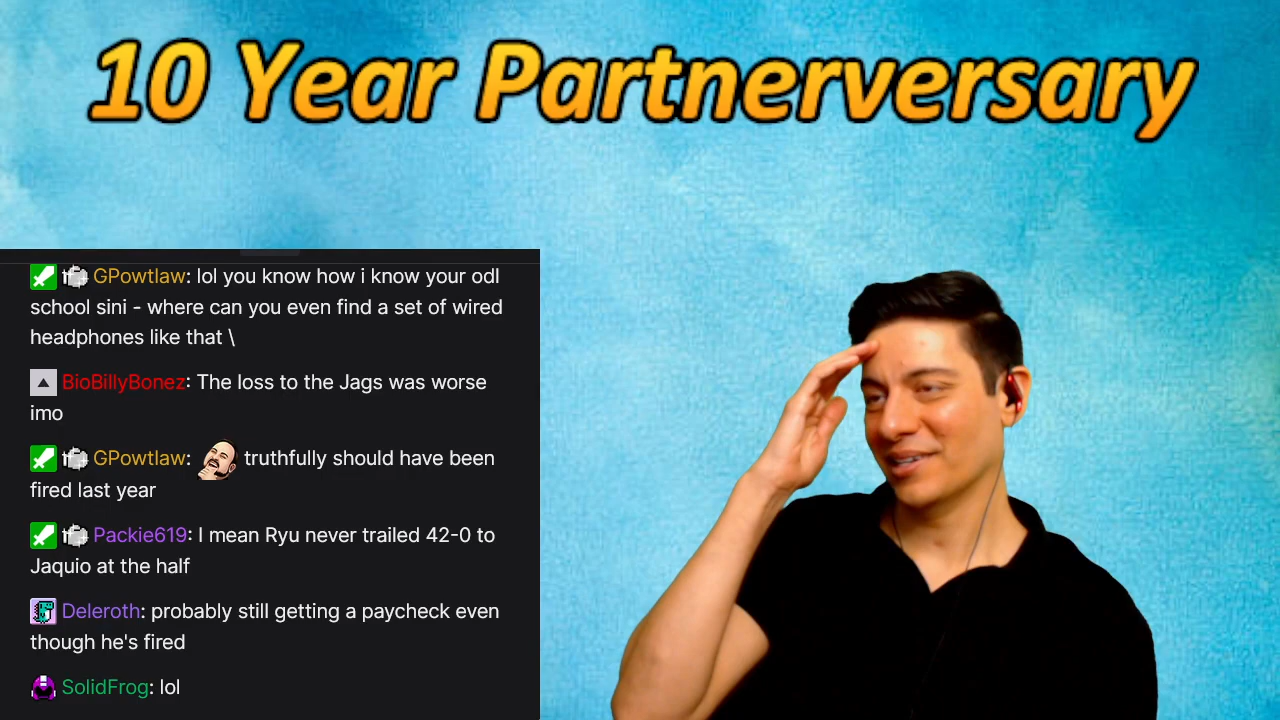 10 Year Partnerversary
GPowtlaw: lol you know how i know your odl
school sini - where can you even find a set of wired
headphones like that \
BioBillyBonez: The loss to the Jags was worse
imo
GPowtlaw: truthfully should have been
fired last year
Packie619: I mean Ryu never trailed 42-0 to
Jaquio at the half
Deleroth: probably still getting a paycheck even
though he's fired
SolidFrog: lol